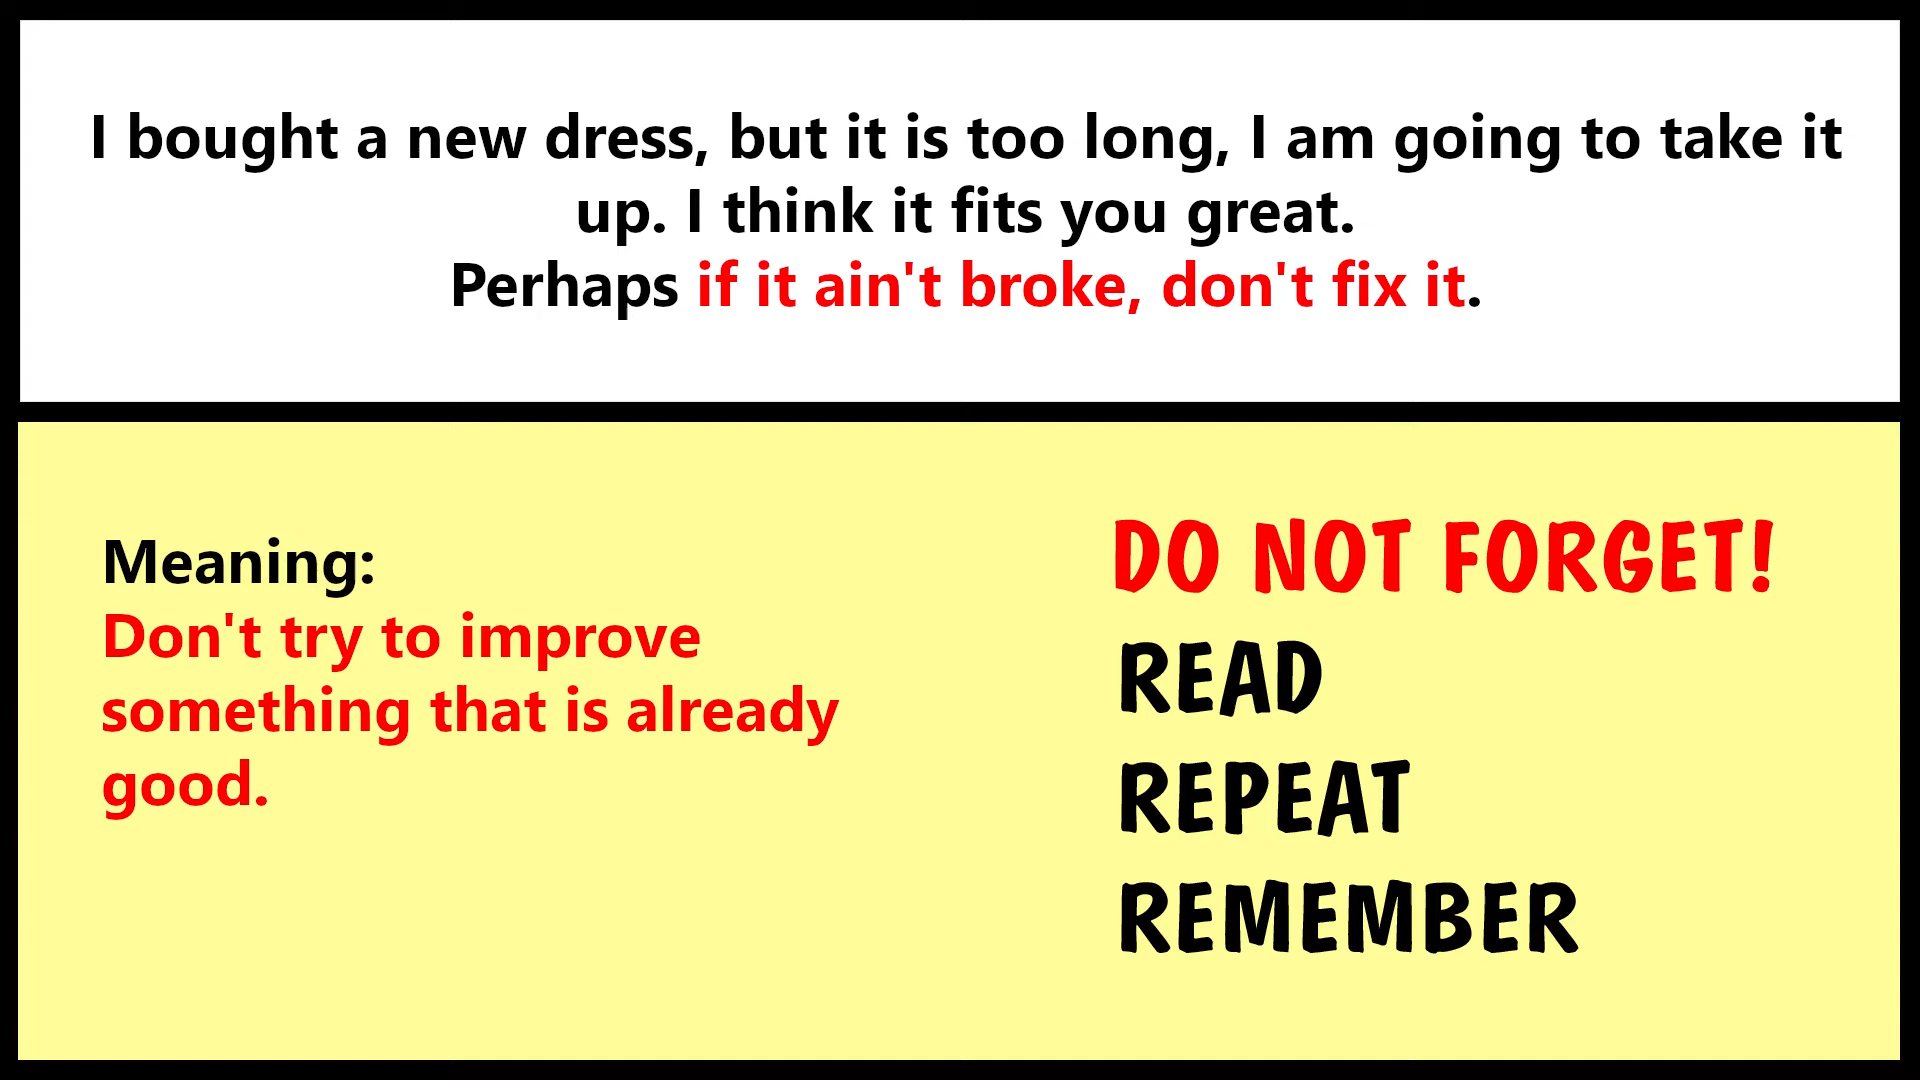 I bought a new dress, but it is too long, I am going to take it
up. I think it fits you great.
Perhaps if it ain't broke, don't fix it.
Meaning:
Don't try to improve
something that is already
good.
DO NOT FORGET!
READ
REPEAT
REMEMBER